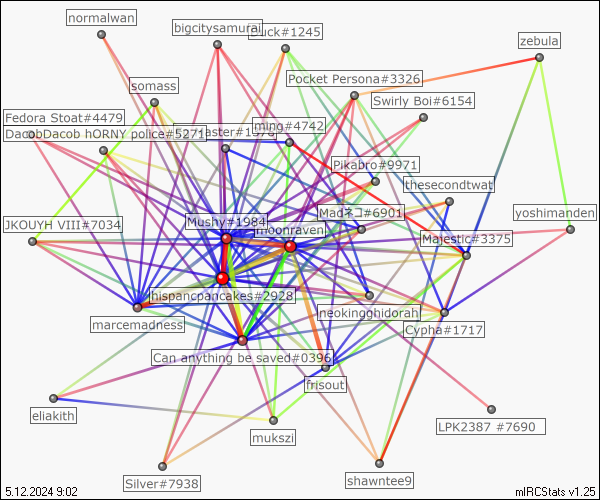 normalwan
bigcitysamurai
#1245
zebula
Pocket Persona#3326
somass
Swirly Boi#6154
Fedora Stoat#4479
DacobDacob hORNY police#5271
ming#4742
Pikabro#9971
thesecondtwat
Madネコ#6901
yoshimanden
JKOUYH VIII#7034
Mushy#1984
moonraven
Majestic#3375
hispancpancakes#2928
neokingghidorah
marcemadness
Cypha#1717
Can anything be saved#0396
frisout
eliakith
LPK2387 #7690
mukszi
Silver#7938
shawntee9
5.12.2024 9:02
mIRCStats v1.25